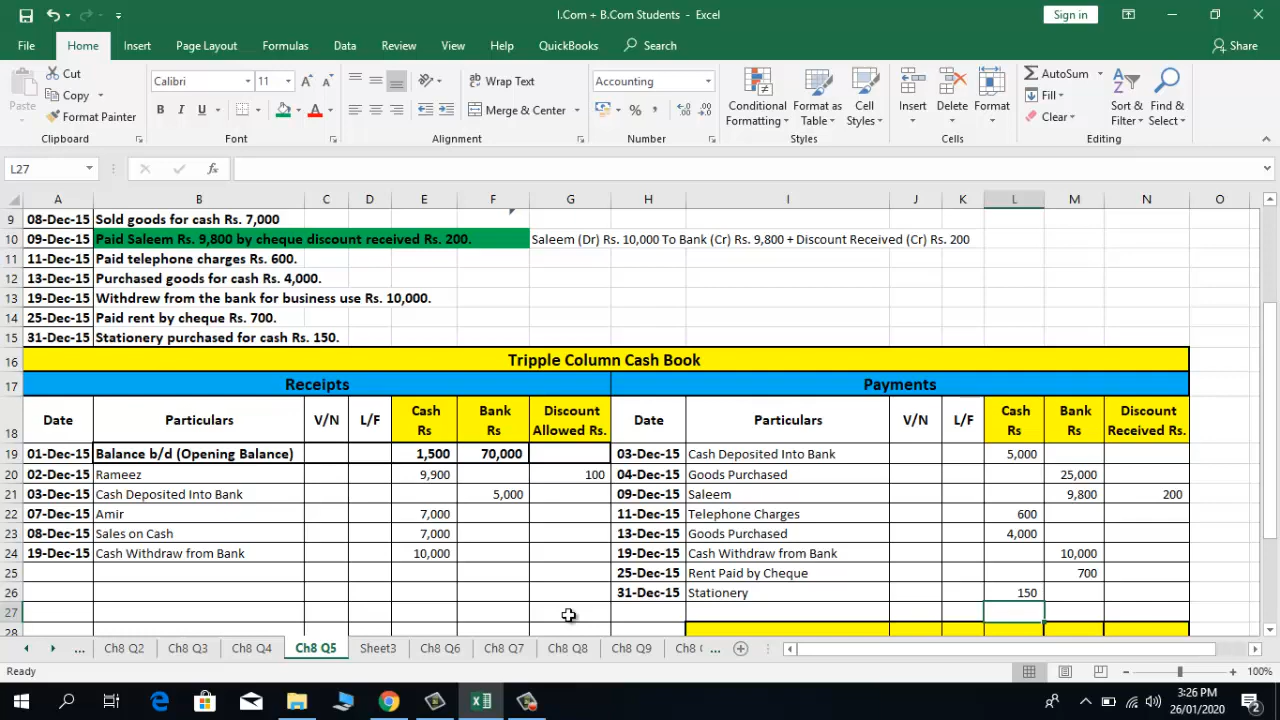 I.Com + B.Com Students - Excel
Sign in
File Home Insert Page Layout Formulas Data Review View Help QuickBooks Search Share
Cut
Copy
Format Painter
Paste
Clipboard
Calibri 11
B I U
Font
Wrap Text
Merge & Center
Alignment
Accounting
Number
Conditional Formatting
Format as Table
Cell Styles
Styles
Insert Delete Format
Cells
AutoSum
Fill
Clear
Sort & Filter
Find & Select
Editing
L27 fx
A B C D E F G H I J K L M N O
9 08-Dec-15 Sold goods for cash Rs. 7,000
10 09-Dec-15 Paid Saleem Rs. 9,800 by cheque discount received Rs. 200. Saleem (Dr) Rs. 10,000 To Bank (Cr) Rs. 9,800 + Discount Received (Cr) Rs. 200
11 11-Dec-15 Paid telephone charges Rs. 600.
12 13-Dec-15 Purchased goods for cash Rs. 4,000.
13 19-Dec-15 Withdrew from the bank for business use Rs. 10,000.
14 25-Dec-15 Paid rent by cheque Rs. 700.
15 31-Dec-15 Stationery purchased for cash Rs. 150.
16 Tripple Column Cash Book
17 Receipts Payments
18 Date Particulars V/N L/F Cash Rs Bank Rs Discount Allowed Rs. Date Particulars V/N L/F Cash Rs Bank Rs Discount Received Rs.
19 01-Dec-15 Balance b/d (Opening Balance) 1,500 70,000 03-Dec-15 Cash Deposited Into Bank 5,000
20 02-Dec-15 Rameez 9,900 100 04-Dec-15 Goods Purchased 25,000
21 03-Dec-15 Cash Deposited Into Bank 5,000 09-Dec-15 Saleem 9,800 200
22 07-Dec-15 Amir 7,000 11-Dec-15 Telephone Charges 600
23 08-Dec-15 Sales on Cash 7,000 13-Dec-15 Goods Purchased 4,000
24 19-Dec-15 Cash Withdraw from Bank 10,000 19-Dec-15 Cash Withdraw from Bank 10,000
25 25-Dec-15 Rent Paid by Cheque 700
26 31-Dec-15 Stationery 150
27
28
... Ch8 Q2 Ch8 Q3 Ch8 Q4 Ch8 Q5 Sheet3 Ch8 Q6 Ch8 Q7 Ch8 Q8 Ch8 Q9 Ch8 ...
Ready 100%
3:26 PM
26/01/2020
2